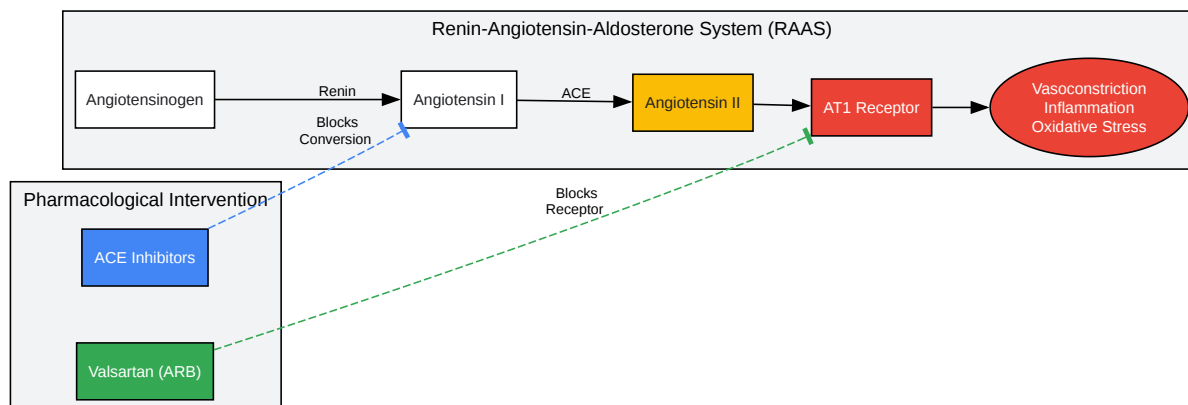 Renin-Angiotensin-Aldosterone System (RAAS)
Angiotensinogen
Renin
Angiotensin I
ACE
Angiotensin II
AT1 Receptor
Vasoconstriction
Inflammation
Oxidative Stress
Blocks
Conversion
Blocks
Receptor
Pharmacological Intervention
ACE Inhibitors
Valsartan (ARB)